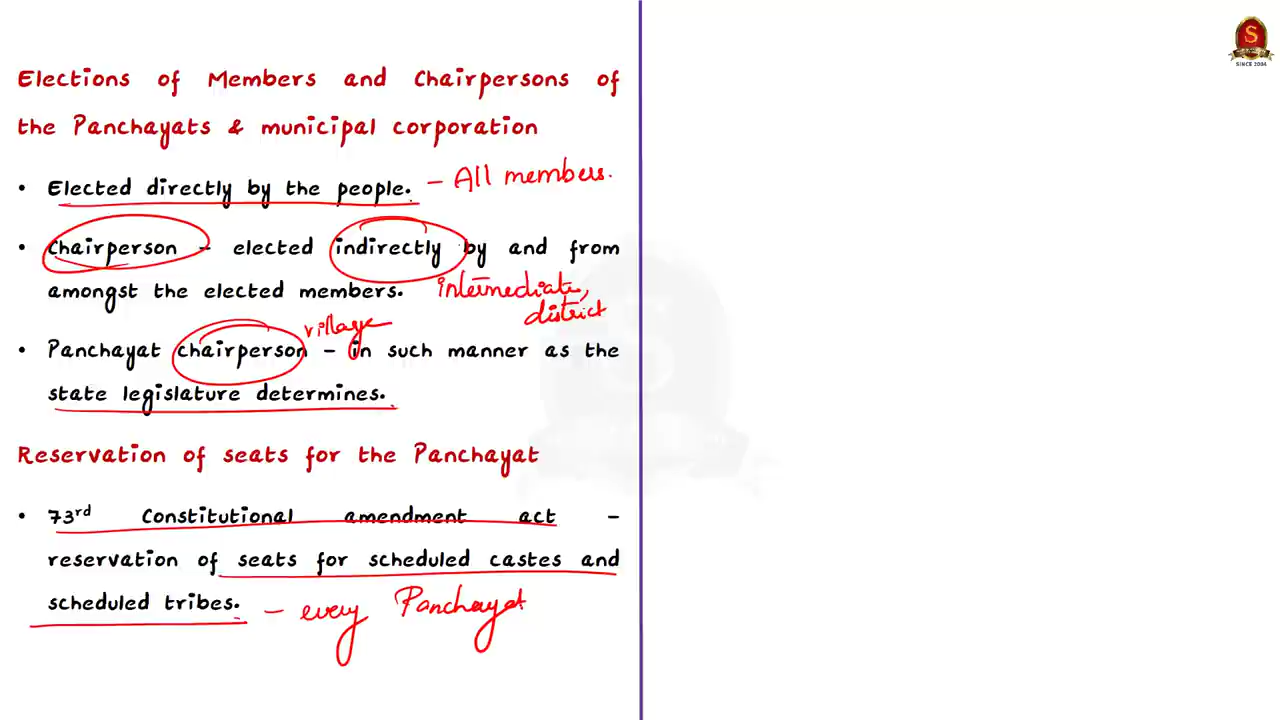 S
SINCE 2004
Elections of Members and Chairpersons of
the Panchayats & municipal corporation
• Elected directly by the people. – All members.
• Chairperson – elected indirectly by and from
amongst the elected members. intermediate,
district
village
• Panchayat chairperson – in such manner as the
state legislature determines.
Reservation of seats for the Panchayat
• 73rd Constitutional amendment act –
reservation of seats for scheduled castes and
scheduled tribes. – every Panchayat